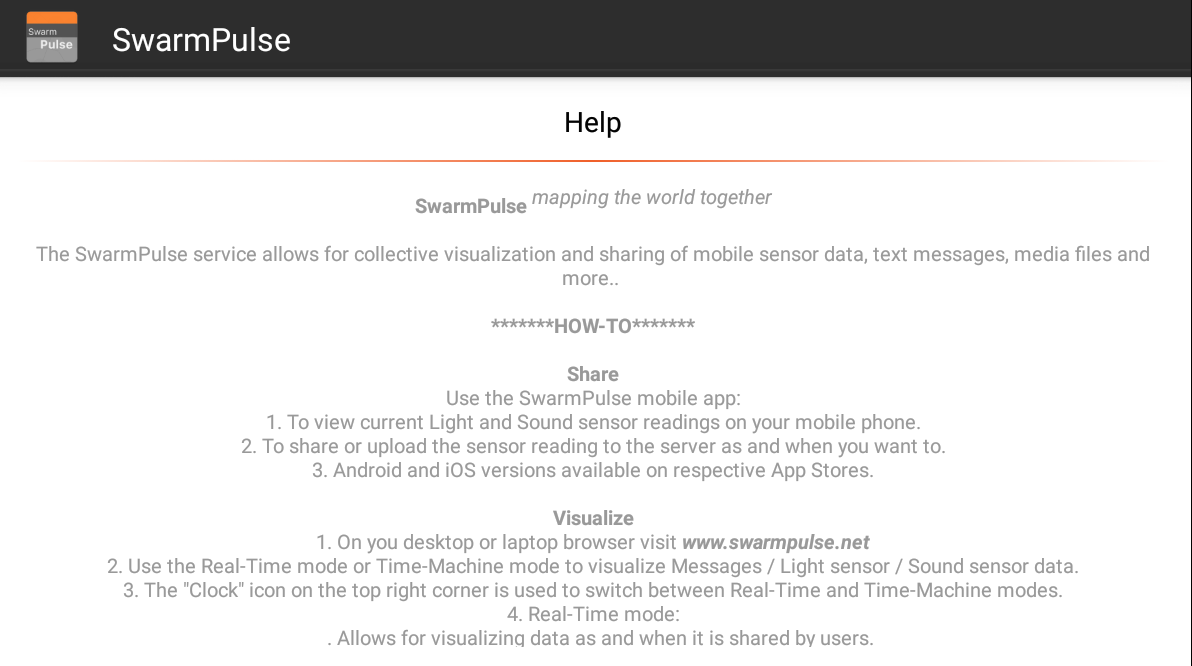 Swarm
Pulse
SwarmPulse
Help
SwarmPulse mapping the world together
The SwarmPulse service allows for collective visualization and sharing of mobile sensor data, text messages, media files and
more..
*******HOW-TO*******
Share
Use the SwarmPulse mobile app:
1. To view current Light and Sound sensor readings on your mobile phone.
2. To share or upload the sensor reading to the server as and when you want to.
3. Android and iOS versions available on respective App Stores.
Visualize
1. On you desktop or laptop browser visit www.swarmpulse.net
2. Use the Real-Time mode or Time-Machine mode to visualize Messages / Light sensor / Sound sensor data.
3. The "Clock" icon on the top right corner is used to switch between Real-Time and Time-Machine modes.
4. Real-Time mode:
. Allows for visualizing data as and when it is shared by users.